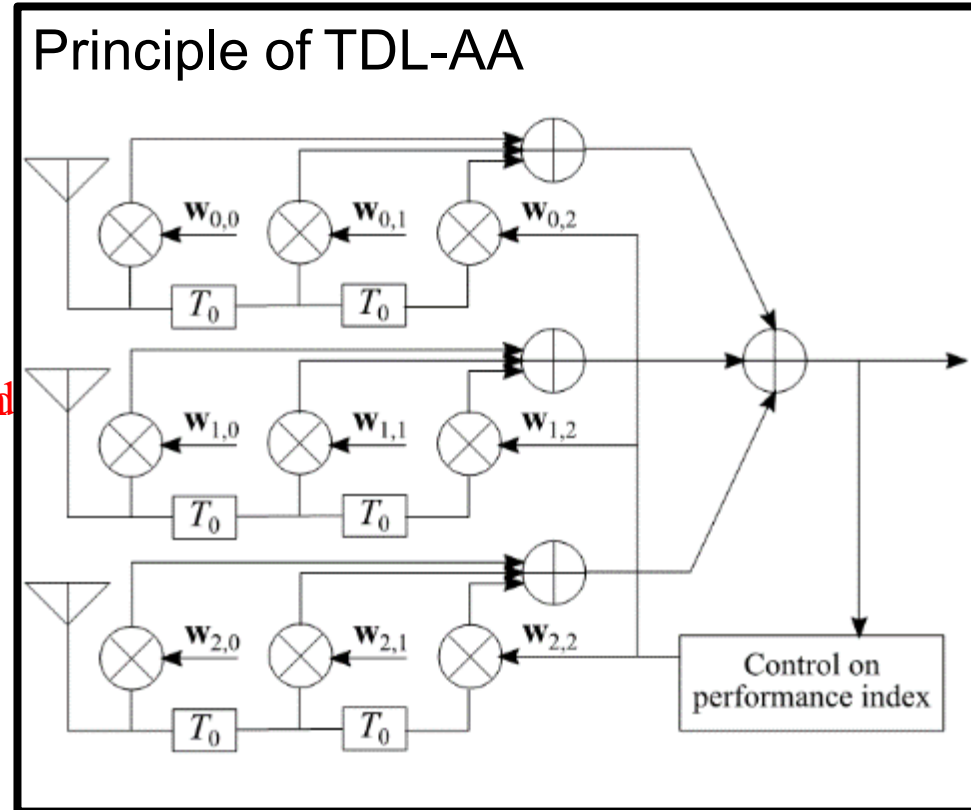 Principle of TDL-AA
w0,0 w0,1 w0,2
T0 T0
w1,0 w1,1 w1,2
T0 T0
w2,0 w2,1 w2,2
T0 T0
Control on
performance index